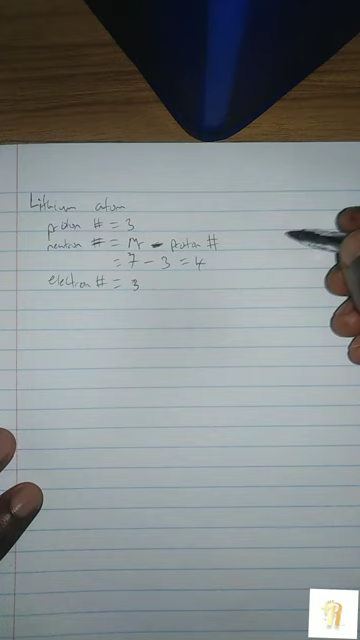 Lithium atom
proton # = 3
neutron # = Mr - proton #
= 7 - 3 = 4
electron # = 3